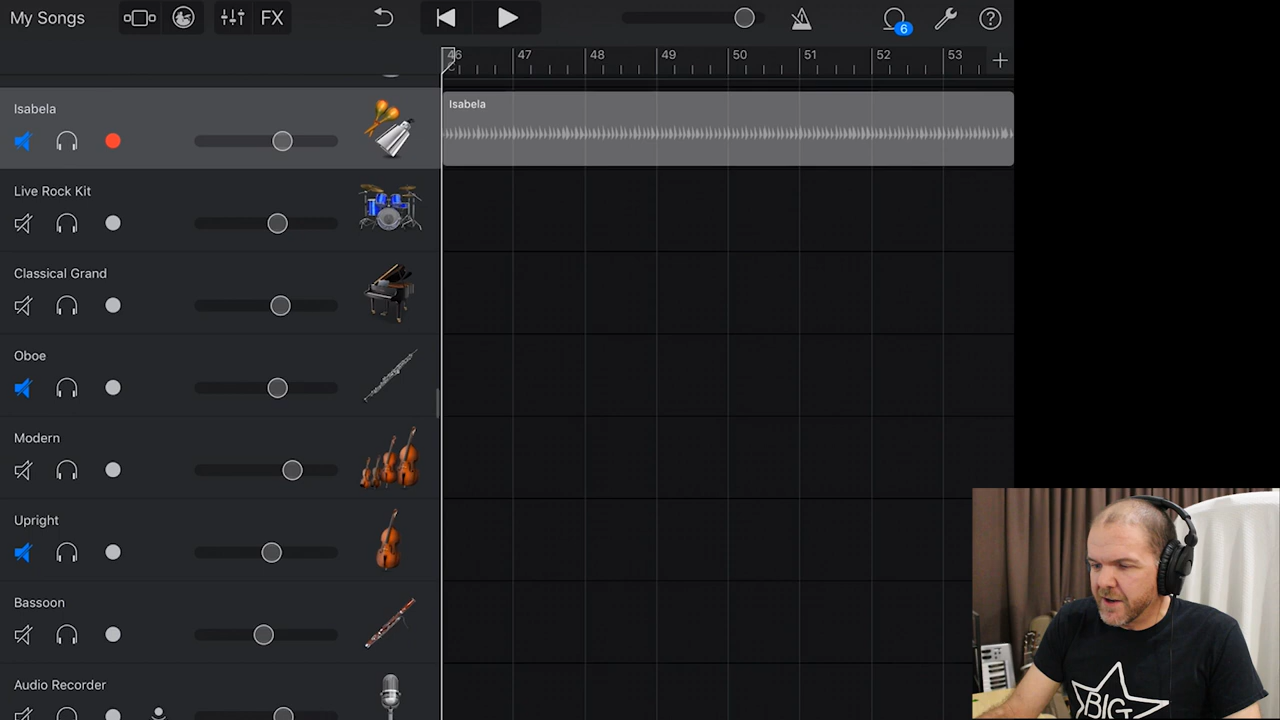 My Songs
FX
6
46 47 48 49 50 51 52 53
Isabela
Isabela
Live Rock Kit
Classical Grand
Oboe
Modern
Upright
Bassoon
Audio Recorder
BIG